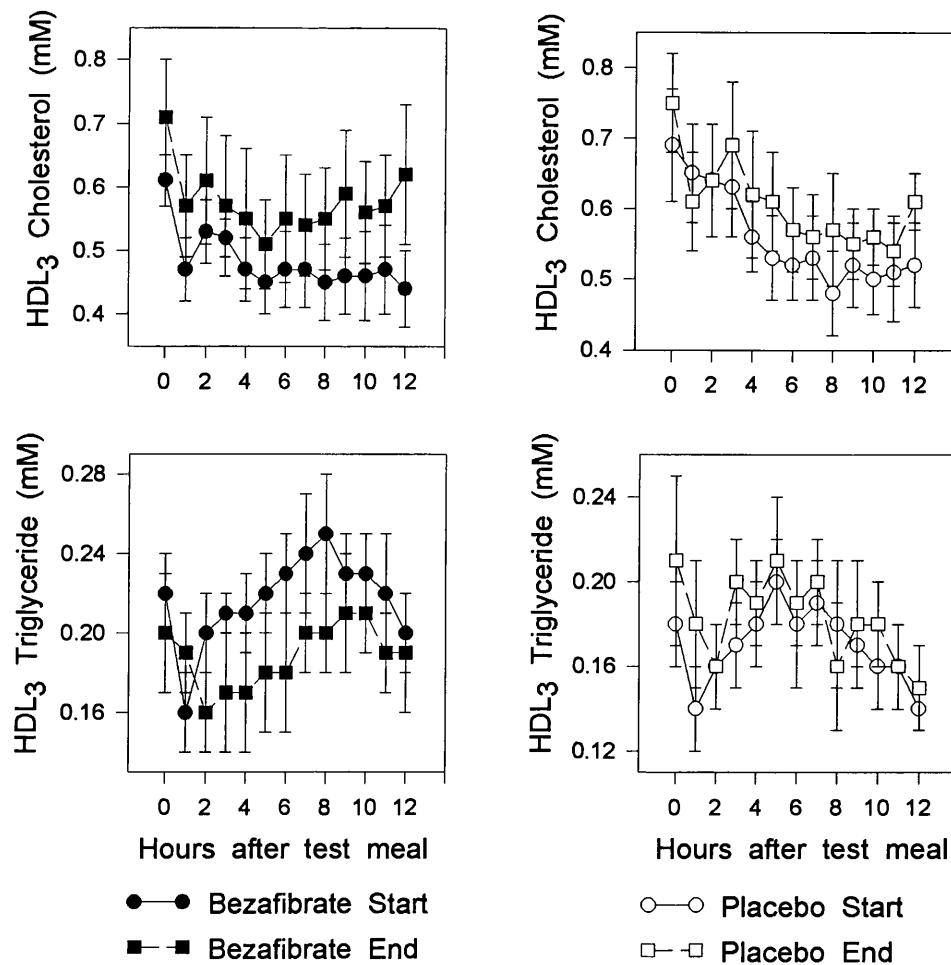 HDL3 Cholesterol (mM)
0.8
0.7
0.6
0.5
0.4
0 2 4 6 8 10 12
HDL3 Cholesterol (mM)
0.8
0.7
0.6
0.5
0.4
0 2 4 6 8 10 12
HDL3 Triglyceride (mM)
0.28
0.24
0.20
0.16
0 2 4 6 8 10 12
Hours after test meal
Bezafibrate Start
Bezafibrate End
HDL3 Triglyceride (mM)
0.24
0.20
0.16
0.12
0 2 4 6 8 10 12
Hours after test meal
Placebo Start
Placebo End